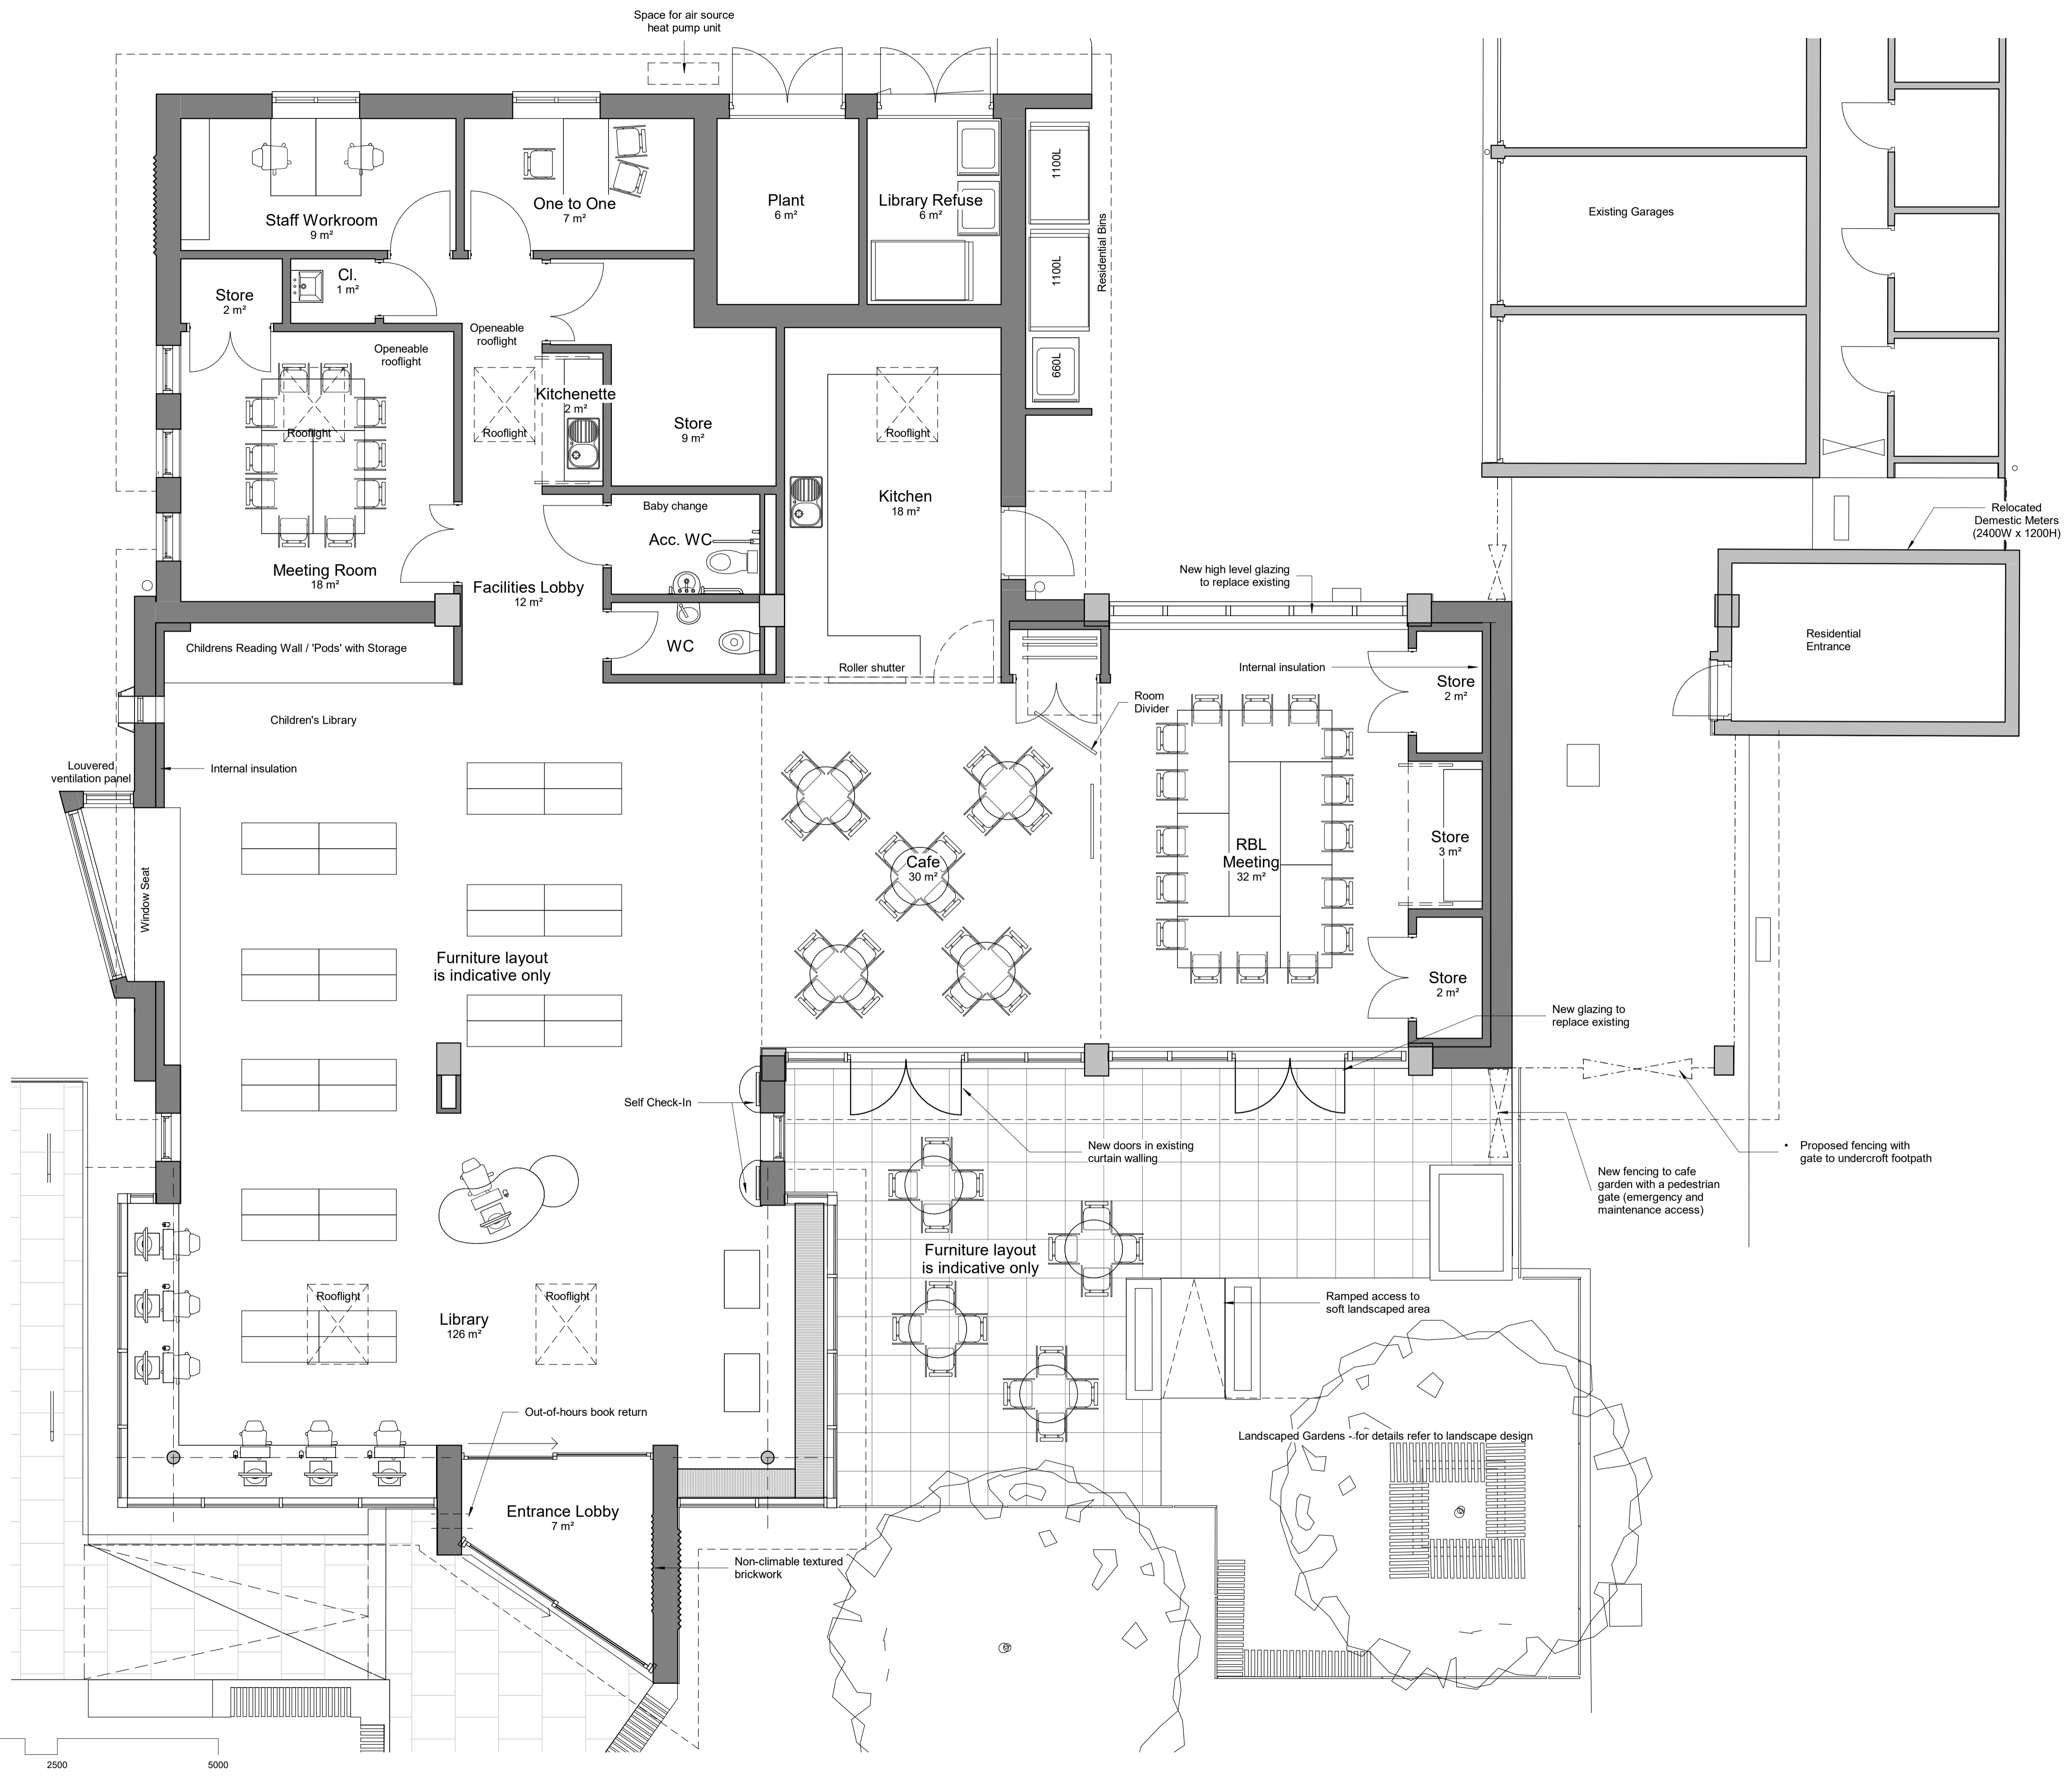 Space for air source
heat pump unit
Staff Workroom
9 m²
One to One
7 m²
Plant
6 m²
Library Refuse
6 m²
1100L
1100L
660L
Residential Bins
Existing Garages
Store
2 m²
Cl.
1 m²
Openeable
rooflight
Openeable
rooflight
Rooflight
Rooflight
Kitchenette
2 m²
Store
9 m²
Rooflight
Kitchen
18 m²
Baby change
Acc. WC
Meeting Room
18 m²
Facilities Lobby
12 m²
WC
Roller shutter
New high level glazing
to replace existing
Relocated
Demestic Meters
(2400W x 1200H)
Residential
Entrance
Childrens Reading Wall / 'Pods' with Storage
Children's Library
Internal insulation
Louvered
ventilation panel
Window Seat
Internal insulation
Room
Divider
Store
2 m²
Cafe
30 m²
RBL
Meeting
32 m²
Store
3 m²
Store
2 m²
Furniture layout
is indicative only
New glazing to
replace existing
Self Check-In
New doors in existing
curtain walling
• Proposed fencing with
gate to undercroft footpath
New fencing to cafe
garden with a pedestrian
gate (emergency and
maintenance access)
Furniture layout
is indicative only
Rooflight
Rooflight
Library
126 m²
Ramped access to
soft landscaped area
Out-of-hours book return
Landscaped Gardens - for details refer to landscape design
Entrance Lobby
7 m²
Non-climable textured
brickwork
2500
5000